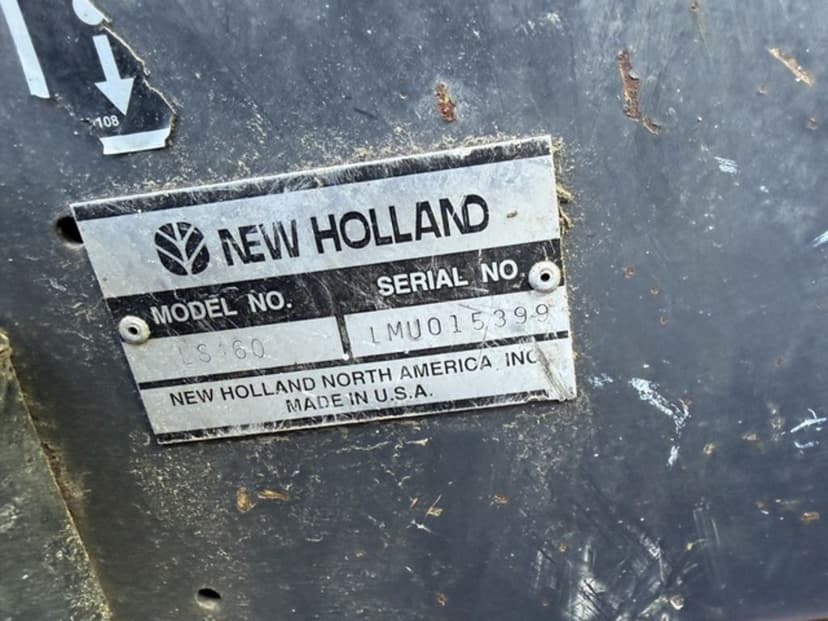 108
NEW HOLLAND
MODEL NO. SERIAL NO.
LS160 LMU015399
NEW HOLLAND NORTH AMERICA, INC.
MADE IN U.S.A.